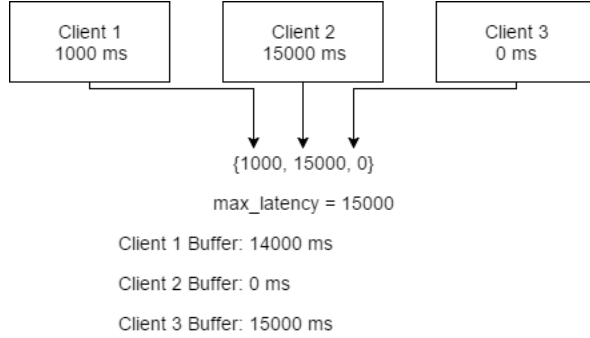 Client 1
1000 ms
Client 2
15000 ms
Client 3
0 ms
{1000, 15000, 0}
max_latency = 15000
Client 1 Buffer: 14000 ms
Client 2 Buffer: 0 ms
Client 3 Buffer: 15000 ms